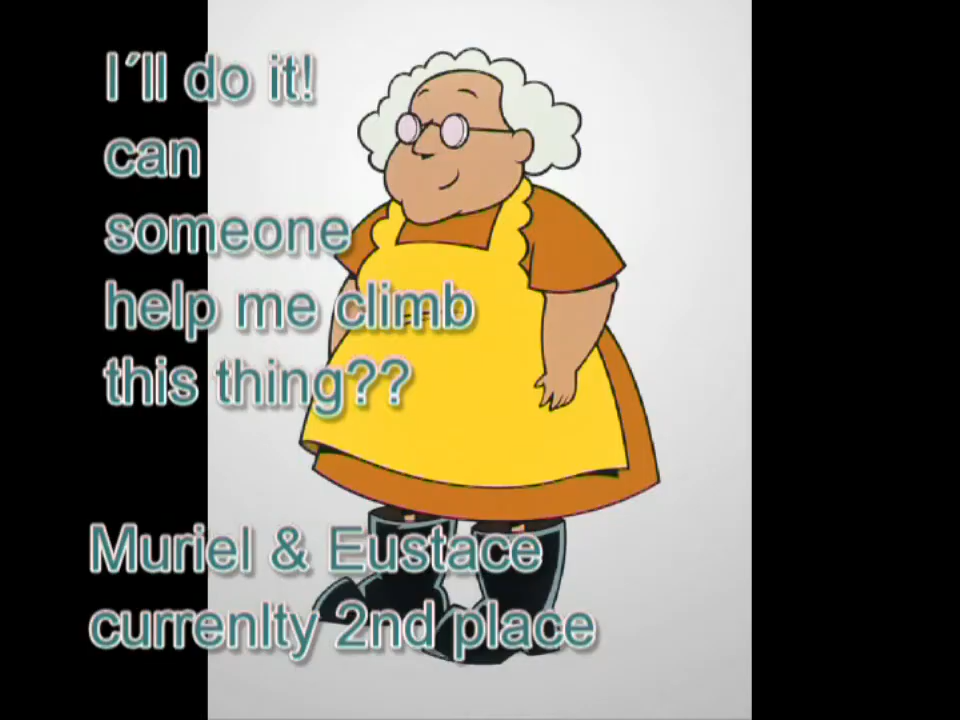 I´ll do it!
can
someone
help me climb
this thing??
Muriel & Eustace
currenlty 2nd place